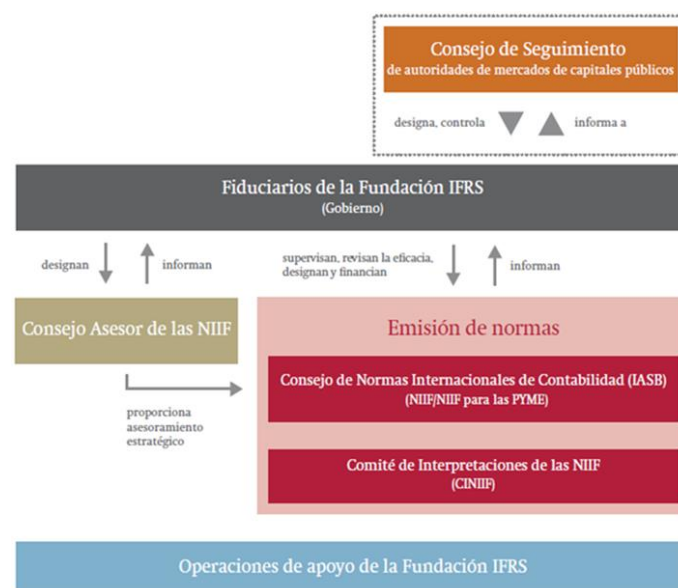 Consejo de Seguimiento
de autoridades de mercados de capitales públicos
designa, controla
informa a
Fiduciarios de la Fundación IFRS
(Gobierno)
designan
informan
supervisan, revisan la eficacia,
designan y financian
informan
Consejo Asesor de las NIIF
Emisión de normas
Consejo de Normas Internacionales de Contabilidad (IASB)
(NIIF/NIIF para las PYME)
proporciona
asesoramiento
estratégico
Comité de Interpretaciones de las NIIF
(CINIIF)
Operaciones de apoyo de la Fundación IFRS